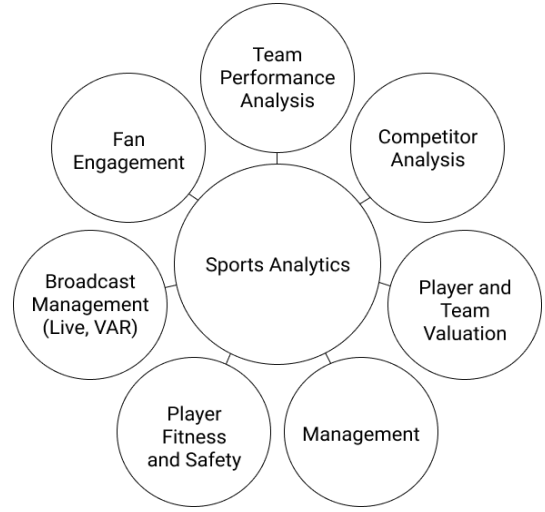 Team
Performance
Analysis
Competitor
Analysis
Player and
Team
Valuation
Management
Player
Fitness
and Safety
Broadcast
Management
(Live, VAR)
Fan
Engagement
Sports Analytics